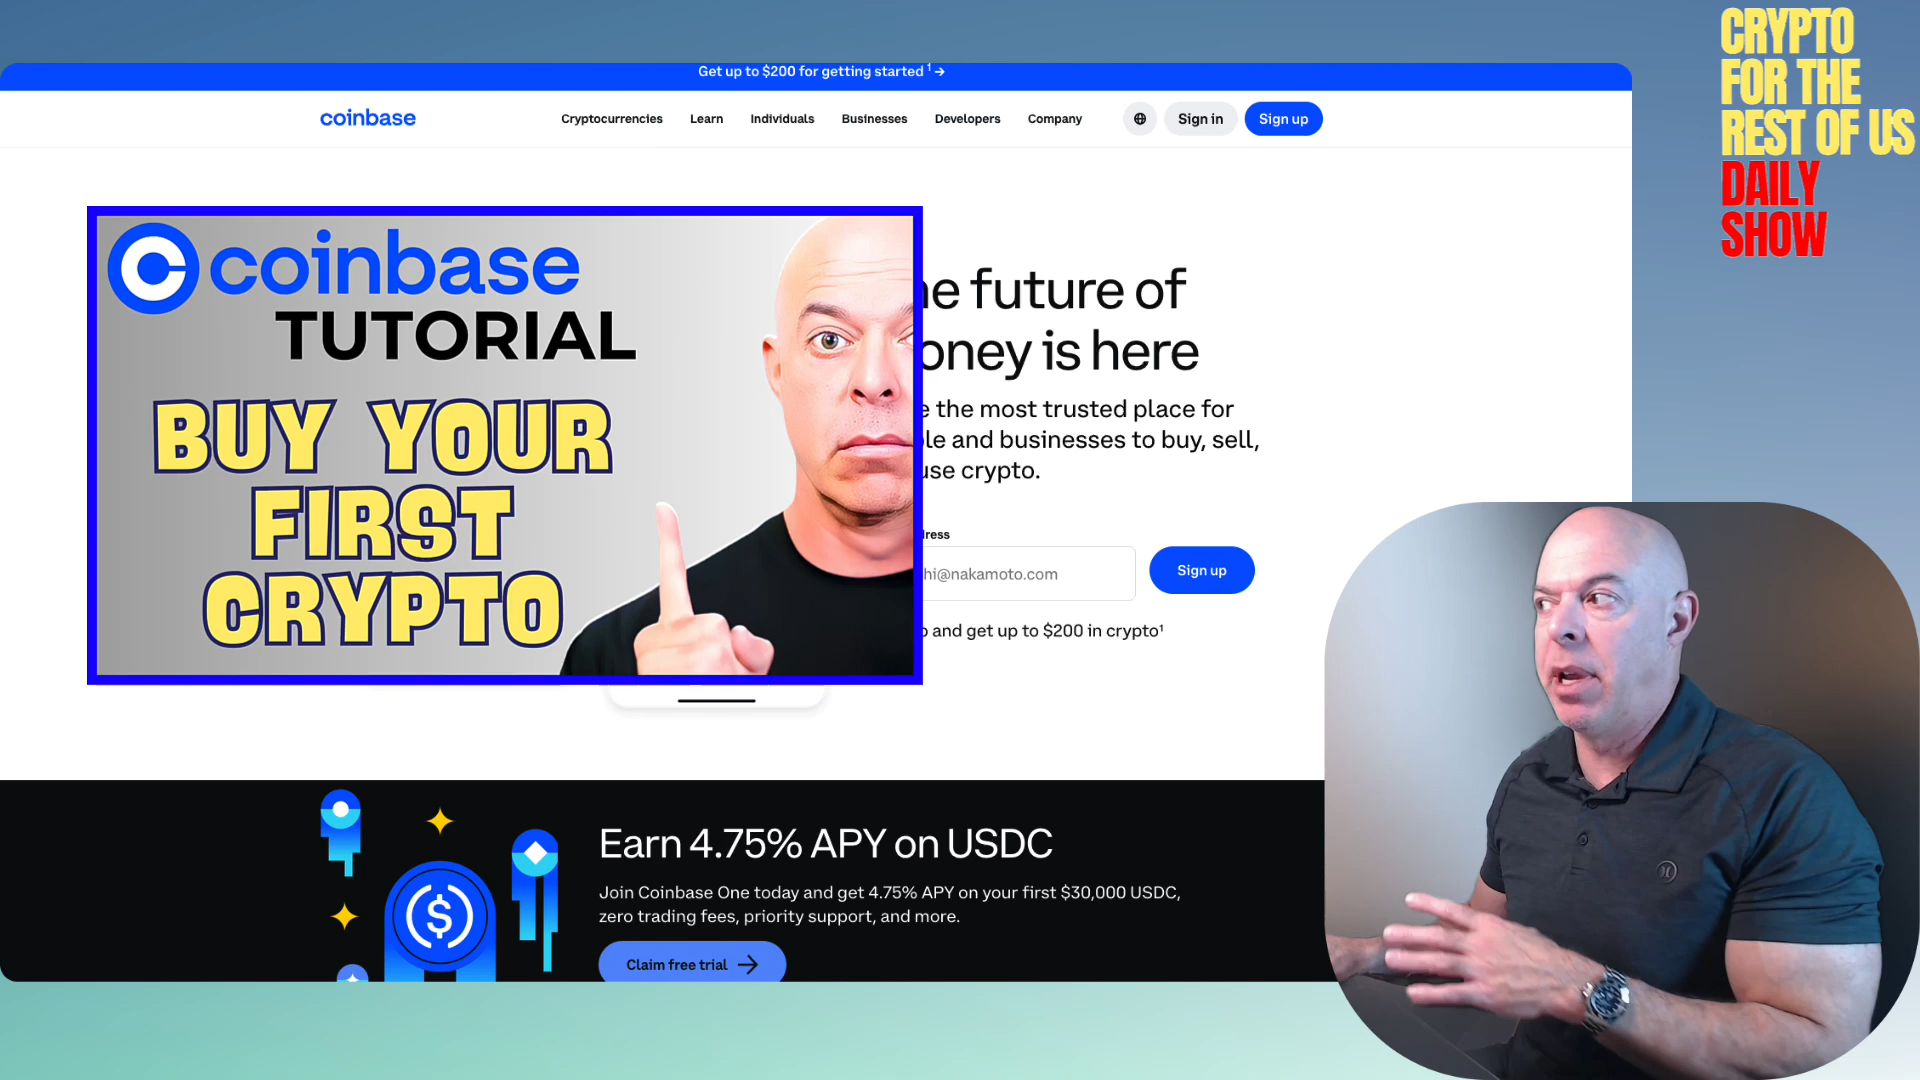 CRYPTO
FOR THE
REST OF US
DAILY
SHOW
Get up to $200 for getting started ¹ →
coinbase
Cryptocurrencies Learn Individuals Businesses Developers Company Sign in Sign up
coinbase
TUTORIAL
BUY YOUR
FIRST
CRYPTO
future of
is here
the most trusted place for
and businesses to buy, sell,
use crypto.
hi@nakamoto.com
Sign up
and get up to $200 in crypto¹
Earn 4.75% APY on USDC
Join Coinbase One today and get 4.75% APY on your first $30,000 USDC,
zero trading fees, priority support, and more.
Claim free trial →